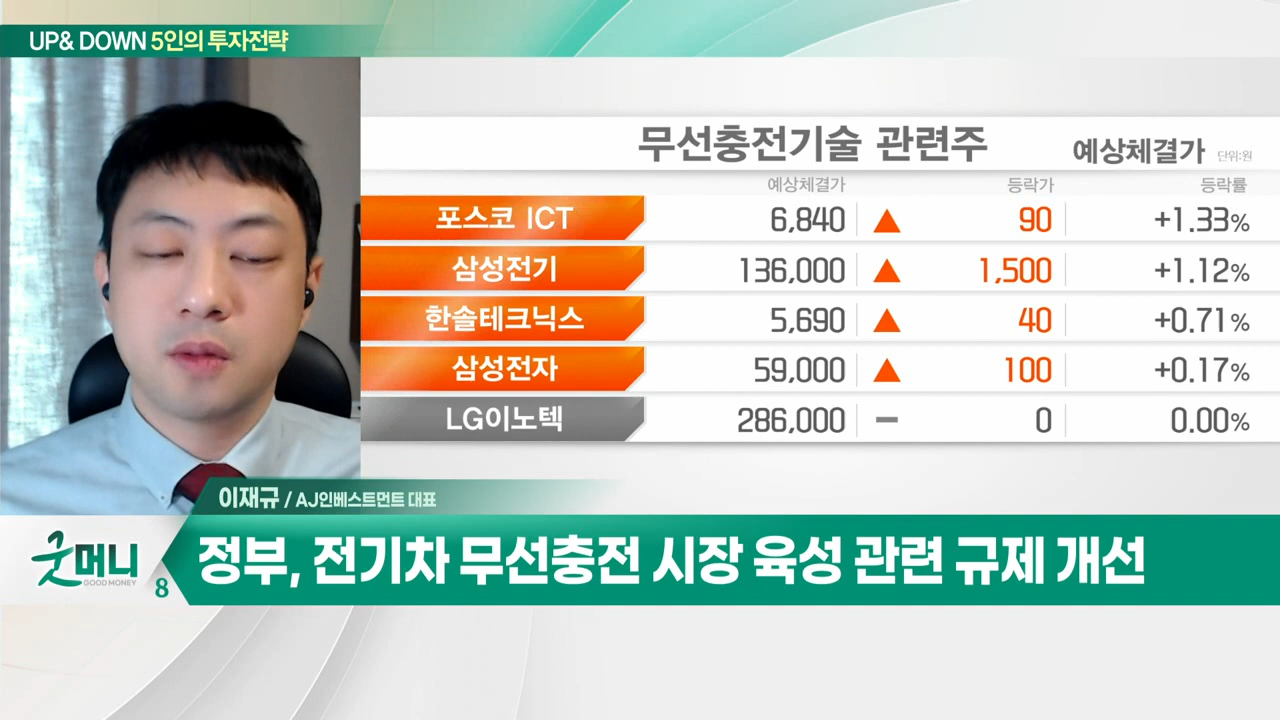 UP& DOWN 5인의 투자전략
무선충전기술 관련주 예상체결가 단위:원
예상체결가 등락가 등락률
포스코 ICT 6,840 ▲ 90 +1.33%
삼성전기 136,000 ▲ 1,500 +1.12%
한솔테크닉스 5,690 ▲ 40 +0.71%
삼성전자 59,000 ▲ 100 +0.17%
LG이노텍 286,000 - 0 0.00%
이재규 / AJ인베스트먼트 대표
굿머니
GOOD MONEY
8
정부, 전기차 무선충전 시장 육성 관련 규제 개선